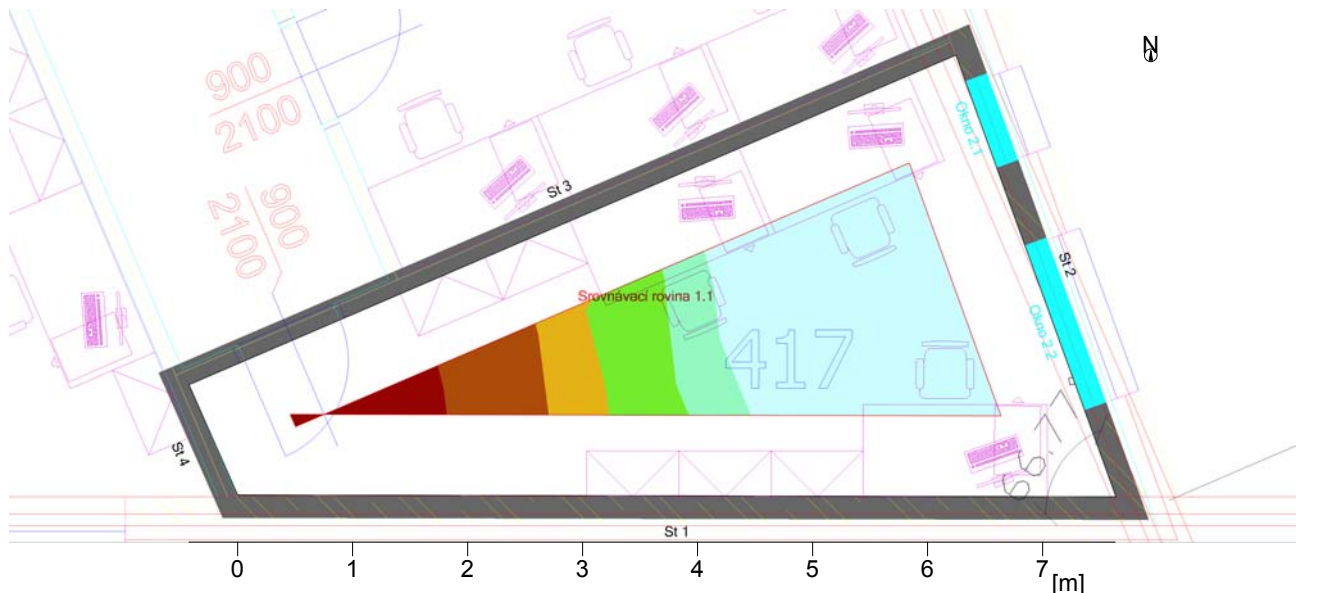 N
900
2100
900
2100
Okno 2.1
St 3
St 2
Srovnávací rovina 1.1
Okno 2.2
417
St 4
St 1
0 1 2 3 4 5 6 7 [m]